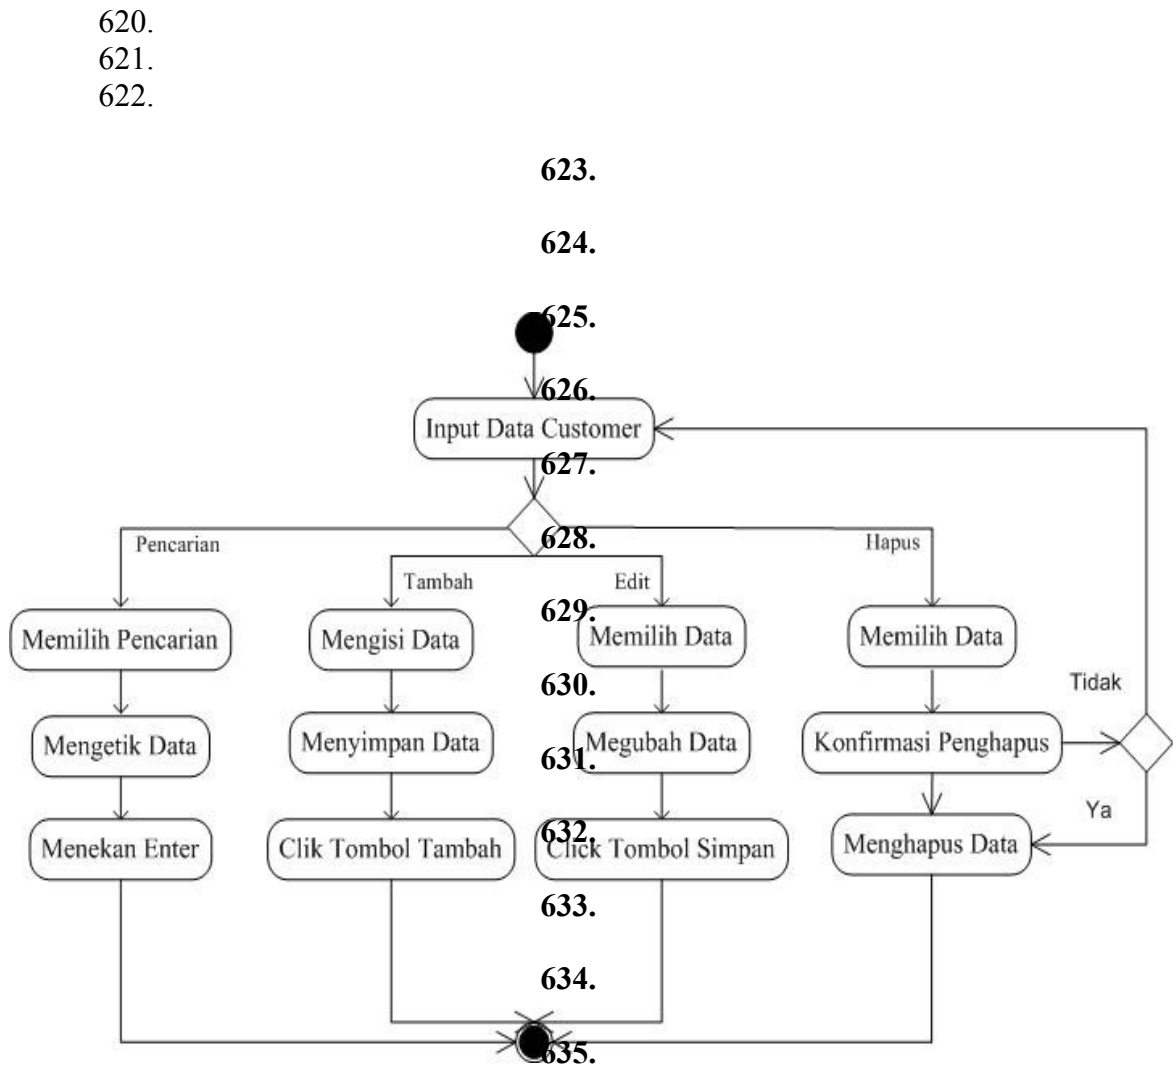 620.
621.
622.
623.
624.
625.
626.
Input Data Customer
627.
628.
Pencarian
Hapus
Tambah
Edit
629.
Memilih Pencarian
Mengisi Data
Memilih Data
Memilih Data
630.
Tidak
Mengetik Data
Menyimpan Data
Megubah Data
Konfirmasi Penghapus
631.
Ya
632.
Menekan Enter
Clik Tombol Tambah
Click Tombol Simpan
Menghapus Data
633.
634.
635.